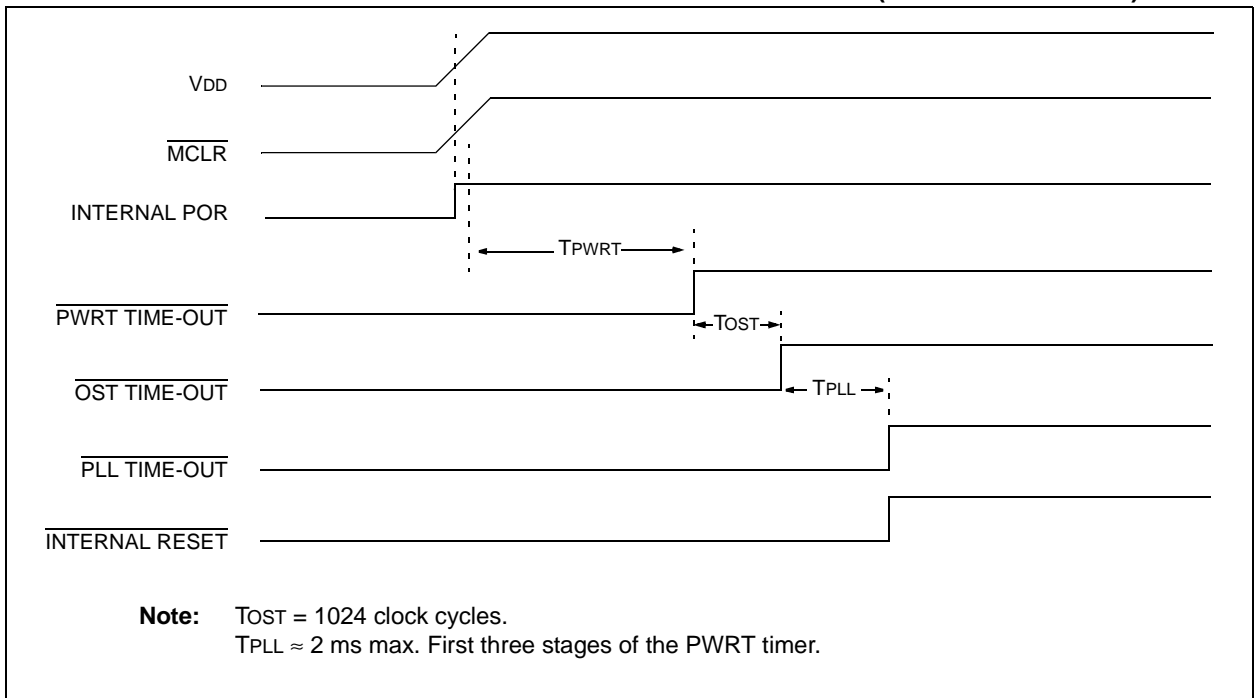 VDD
MCLR
INTERNAL POR
TPWRT
PWRT TIME-OUT
TOST
OST TIME-OUT
TPLL
PLL TIME-OUT
INTERNAL RESET
Note: TOST = 1024 clock cycles.
TPLL ≈ 2 ms max. First three stages of the PWRT timer.